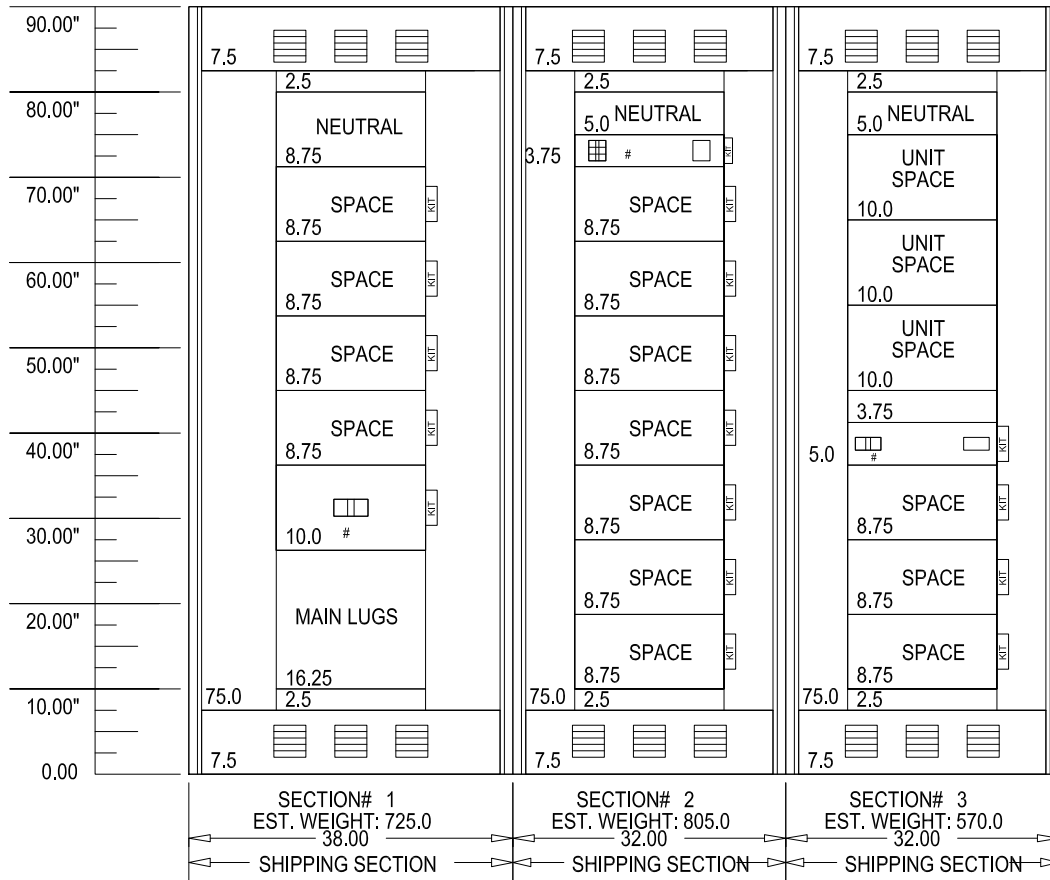 90.00"
80.00"
70.00"
60.00"
50.00"
40.00"
30.00"
20.00"
10.00"
0.00
7.5
2.5
NEUTRAL
8.75
SPACE
8.75
KIT
SPACE
8.75
KIT
SPACE
8.75
KIT
SPACE
8.75
KIT
10.0
#
KIT
MAIN LUGS
16.25
75.0
2.5
7.5
7.5
2.5
NEUTRAL
5.0
3.75
#
KIT
SPACE
8.75
KIT
SPACE
8.75
KIT
SPACE
8.75
KIT
SPACE
8.75
KIT
SPACE
8.75
KIT
SPACE
8.75
KIT
SPACE
8.75
KIT
75.0
2.5
7.5
7.5
2.5
5.0 NEUTRAL
UNIT
SPACE
10.0
UNIT
SPACE
10.0
UNIT
SPACE
10.0
3.75
5.0
#
KIT
SPACE
8.75
KIT
SPACE
8.75
KIT
SPACE
8.75
KIT
75.0
2.5
7.5
SECTION# 1
EST. WEIGHT: 725.0
38.00
SHIPPING SECTION
SECTION# 2
EST. WEIGHT: 805.0
32.00
SHIPPING SECTION
SECTION# 3
EST. WEIGHT: 570.0
32.00
SHIPPING SECTION